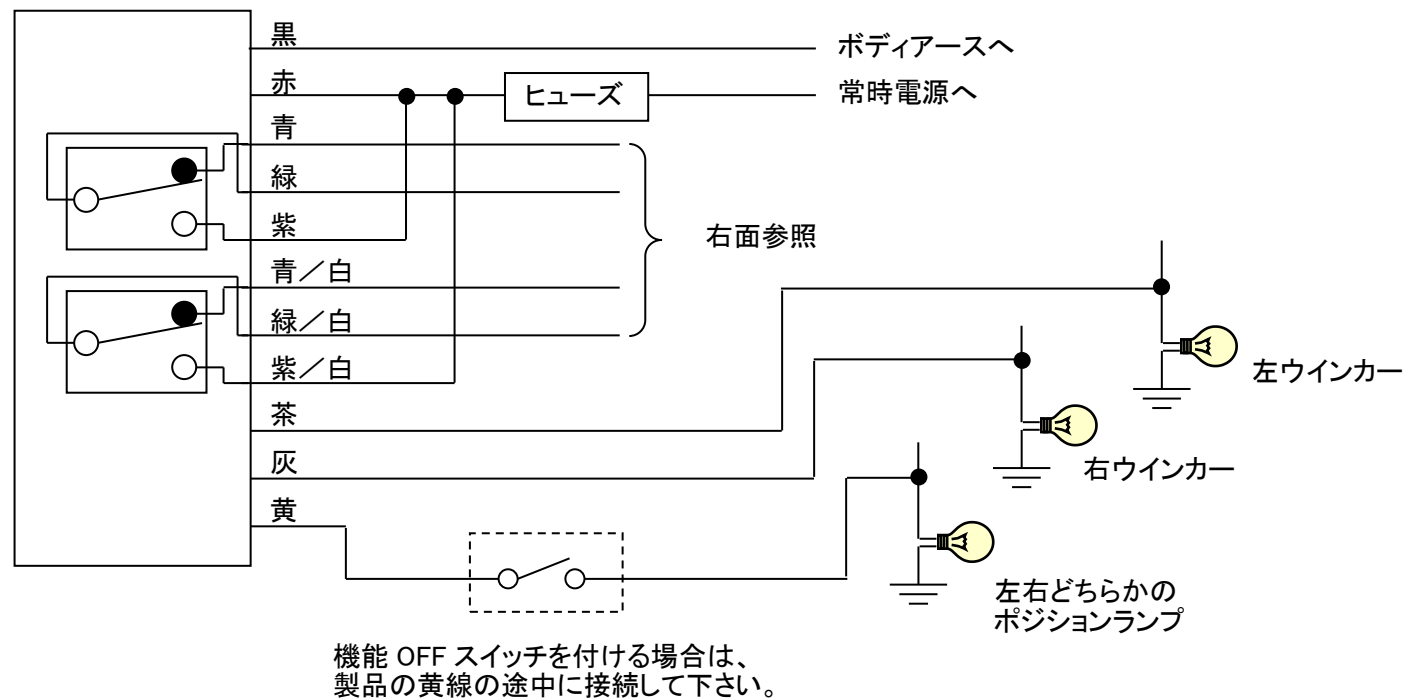 黒
ボディアースへ
赤
ヒューズ
常時電源へ
青
緑
紫
右面参照
青／白
緑／白
紫／白
茶
灰
黄
左ウインカー
右ウインカー
左右どちらかの
ポジションランプ
機能 OFF スイッチを付ける場合は、
製品の黄線の途中に接続して下さい。